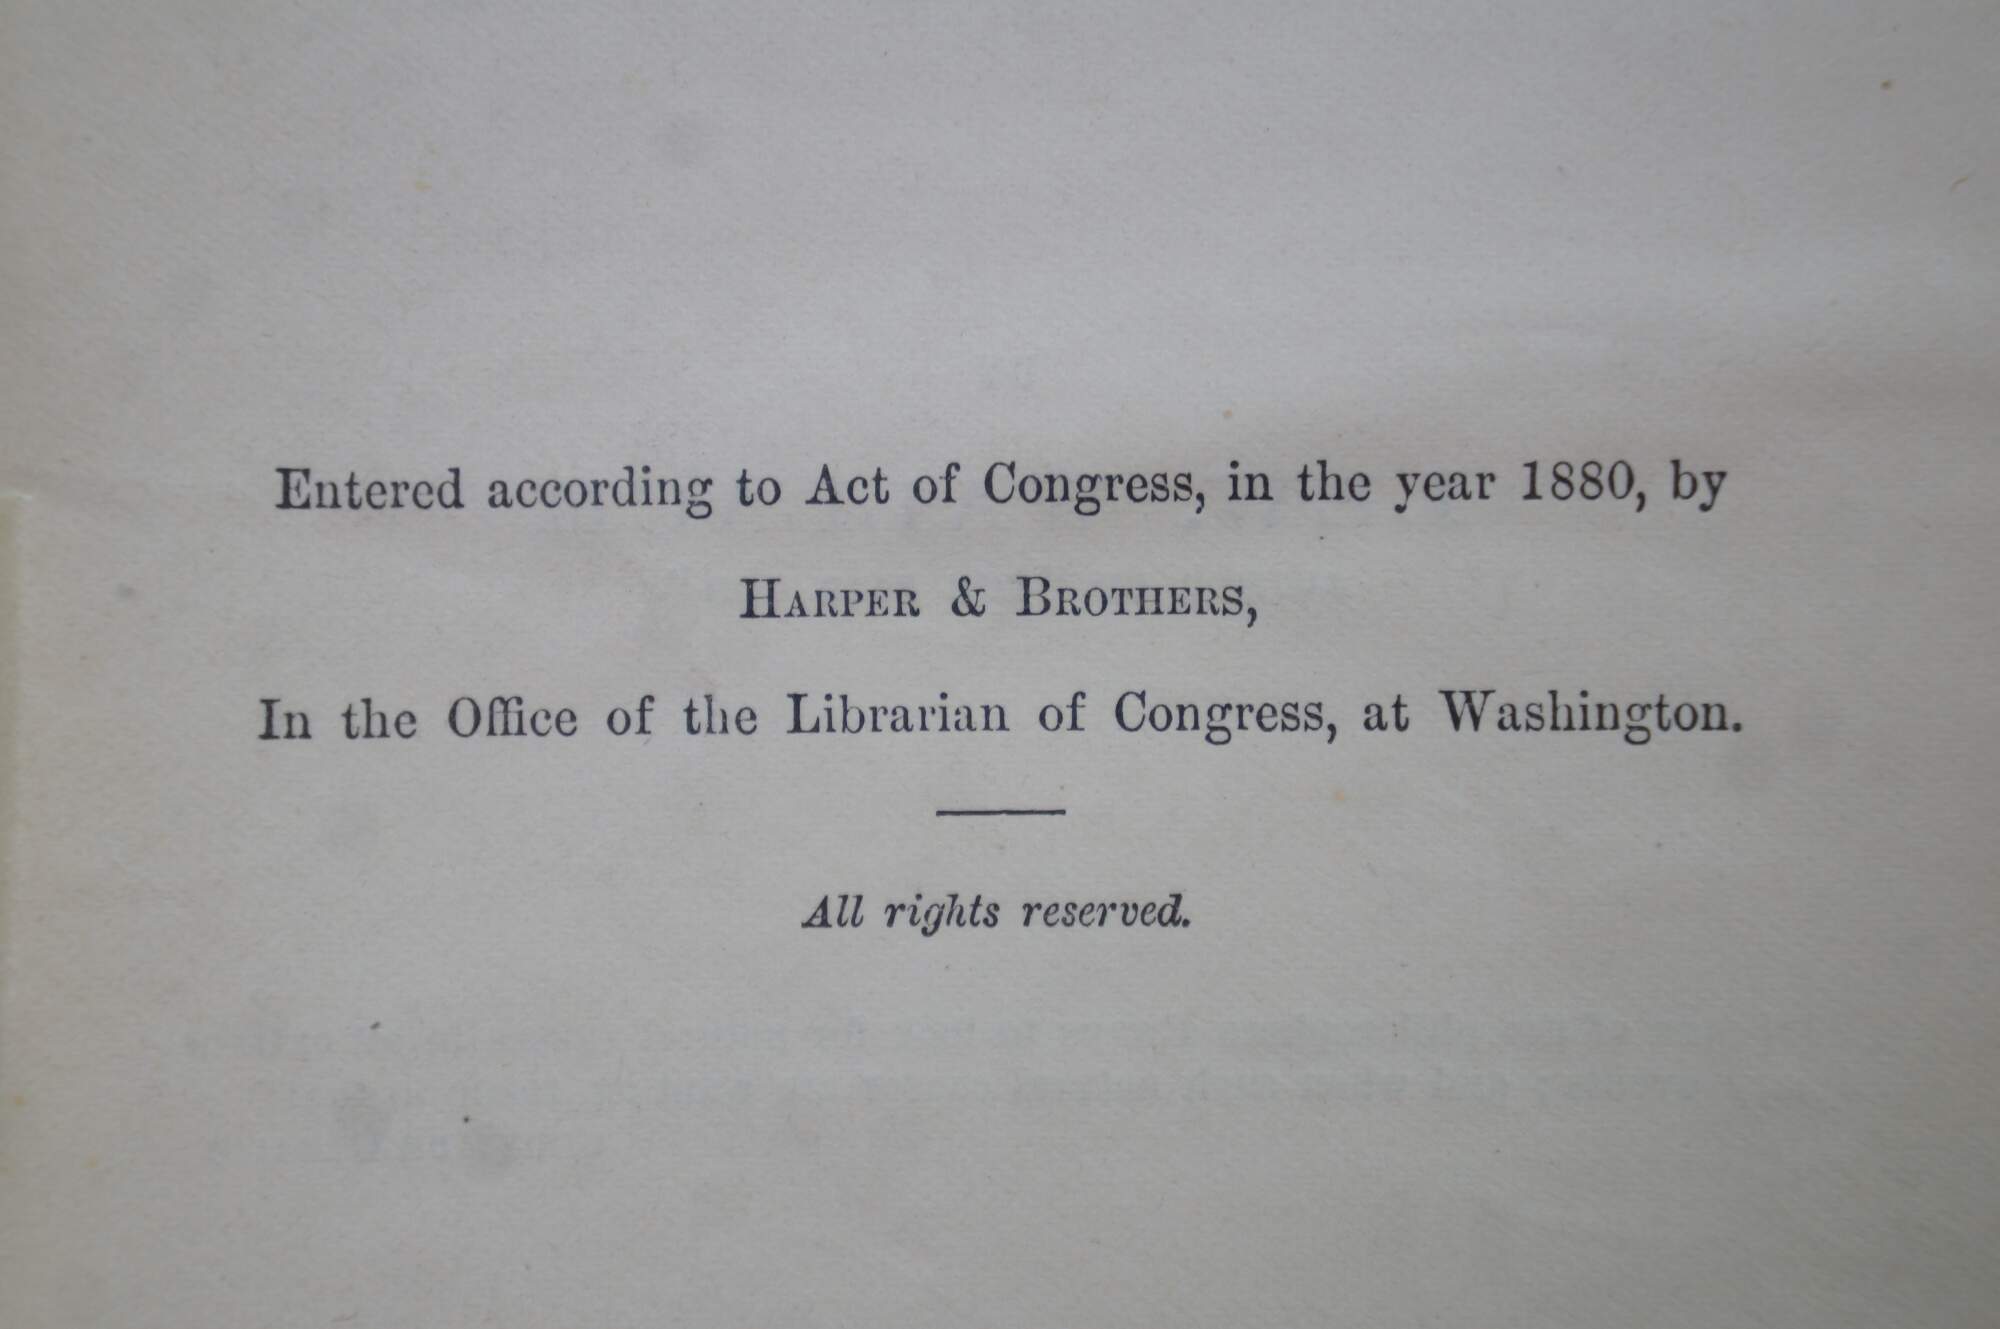 Entered according to Act of Congress, in the year 1880, by
HARPER & BROTHERS,
In the Office of the Librarian of Congress, at Washington.
All rights reserved.